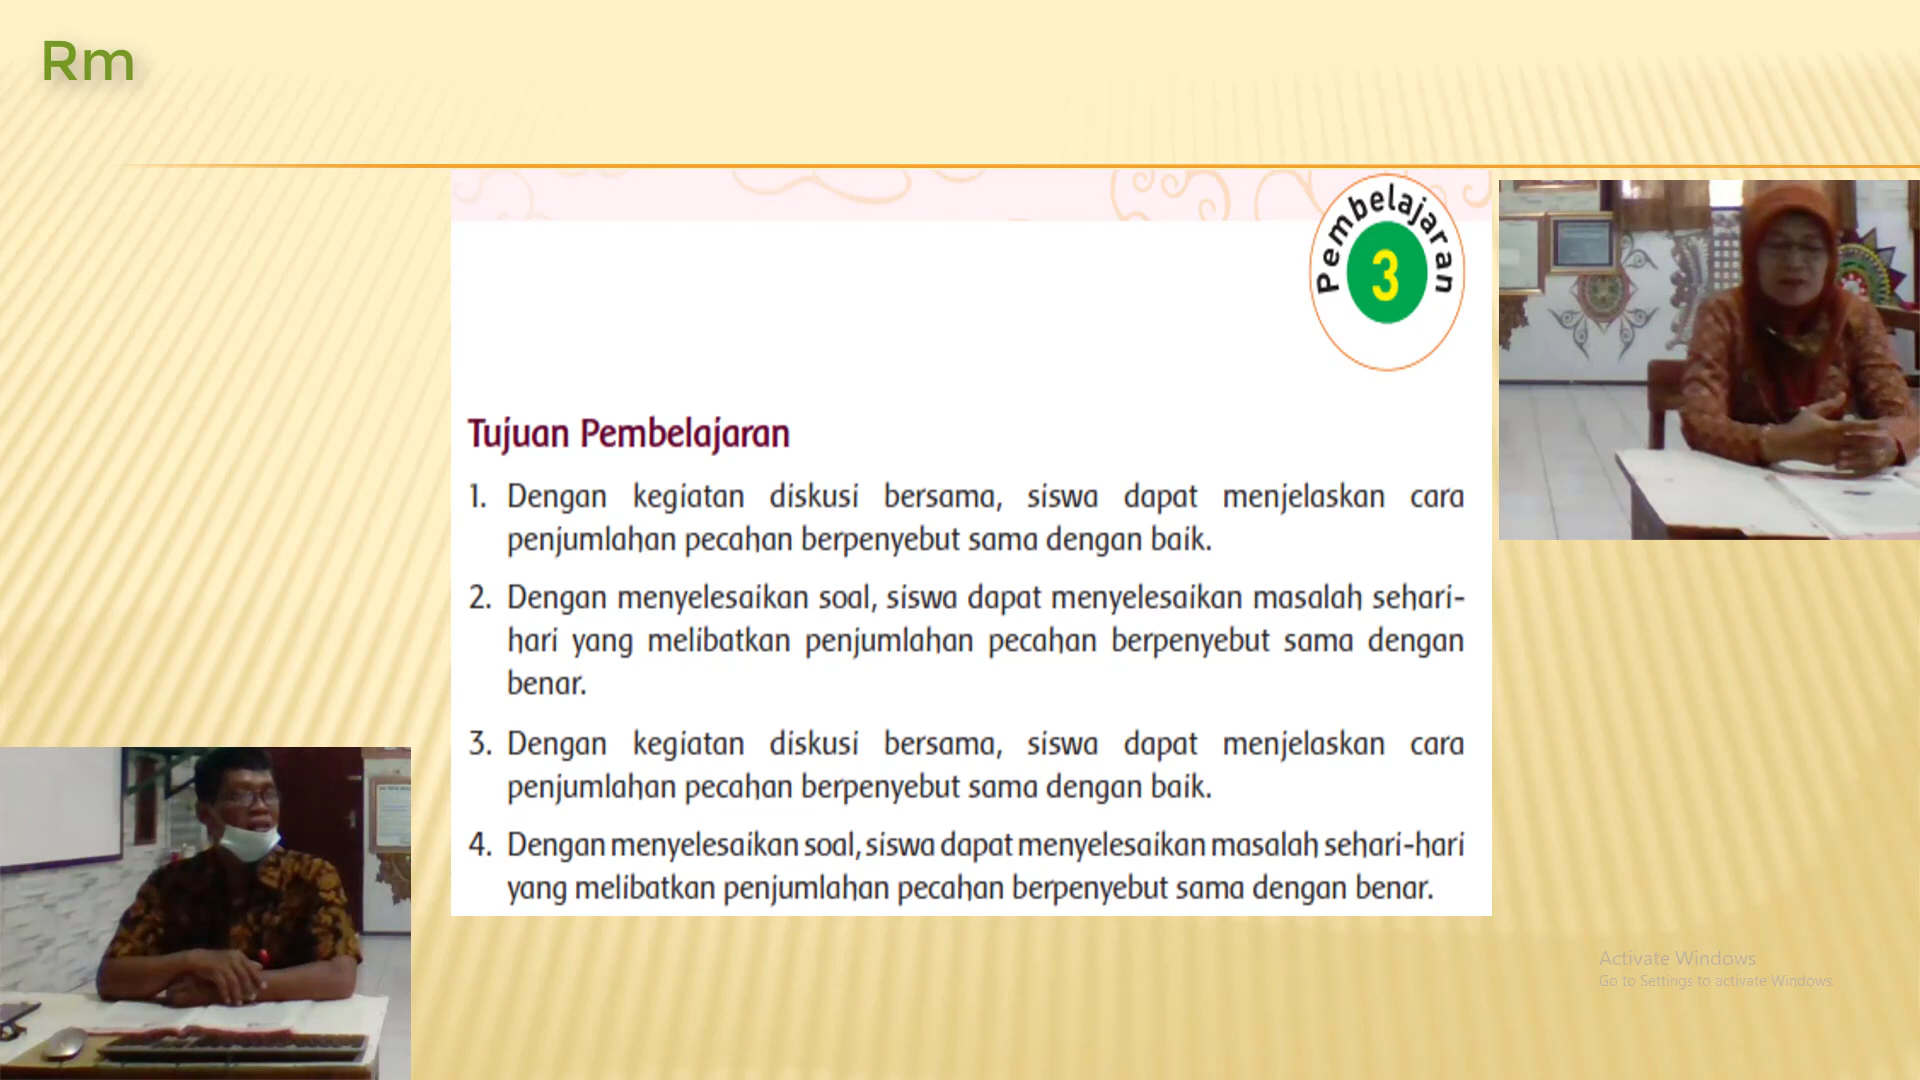 Rm
Pembelajaran
3
Tujuan Pembelajaran
1. Dengan kegiatan diskusi bersama, siswa dapat menjelaskan cara
penjumlahan pecahan berpenyebut sama dengan baik.
2. Dengan menyelesaikan soal, siswa dapat menyelesaikan masalah sehari-
hari yang melibatkan penjumlahan pecahan berpenyebut sama dengan
benar.
3. Dengan kegiatan diskusi bersama, siswa dapat menjelaskan cara
penjumlahan pecahan berpenyebut sama dengan baik.
4. Dengan menyelesaikan soal, siswa dapat menyelesaikan masalah sehari-hari
yang melibatkan penjumlahan pecahan berpenyebut sama dengan benar.
Activate Windows
Go to Settings to activate Windows.